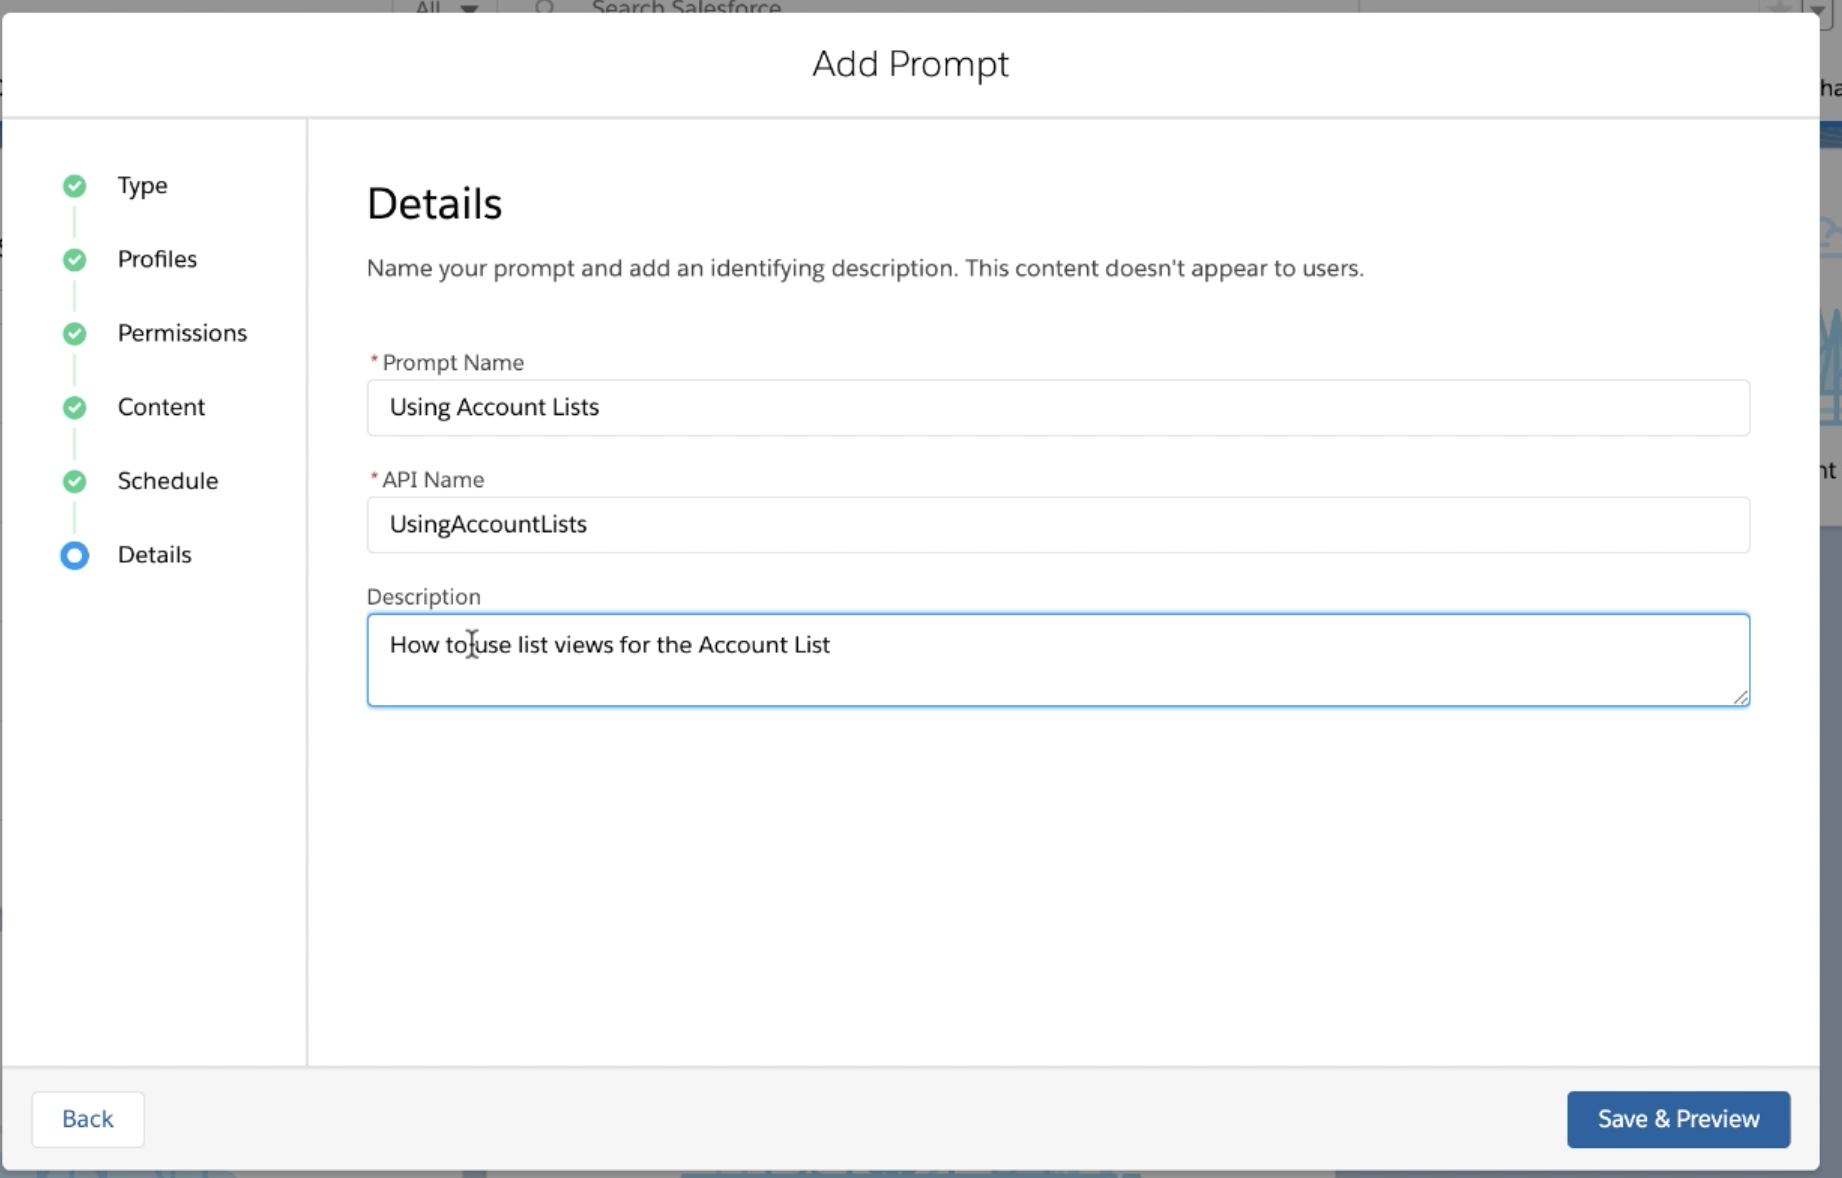 All
Search Salesforce
Add Prompt
Type
Profiles
Permissions
Content
Schedule
Details
Details
Name your prompt and add an identifying description. This content doesn't appear to users.
* Prompt Name
Using Account Lists
* API Name
UsingAccountLists
Description
How to use list views for the Account List
Back
Save & Preview